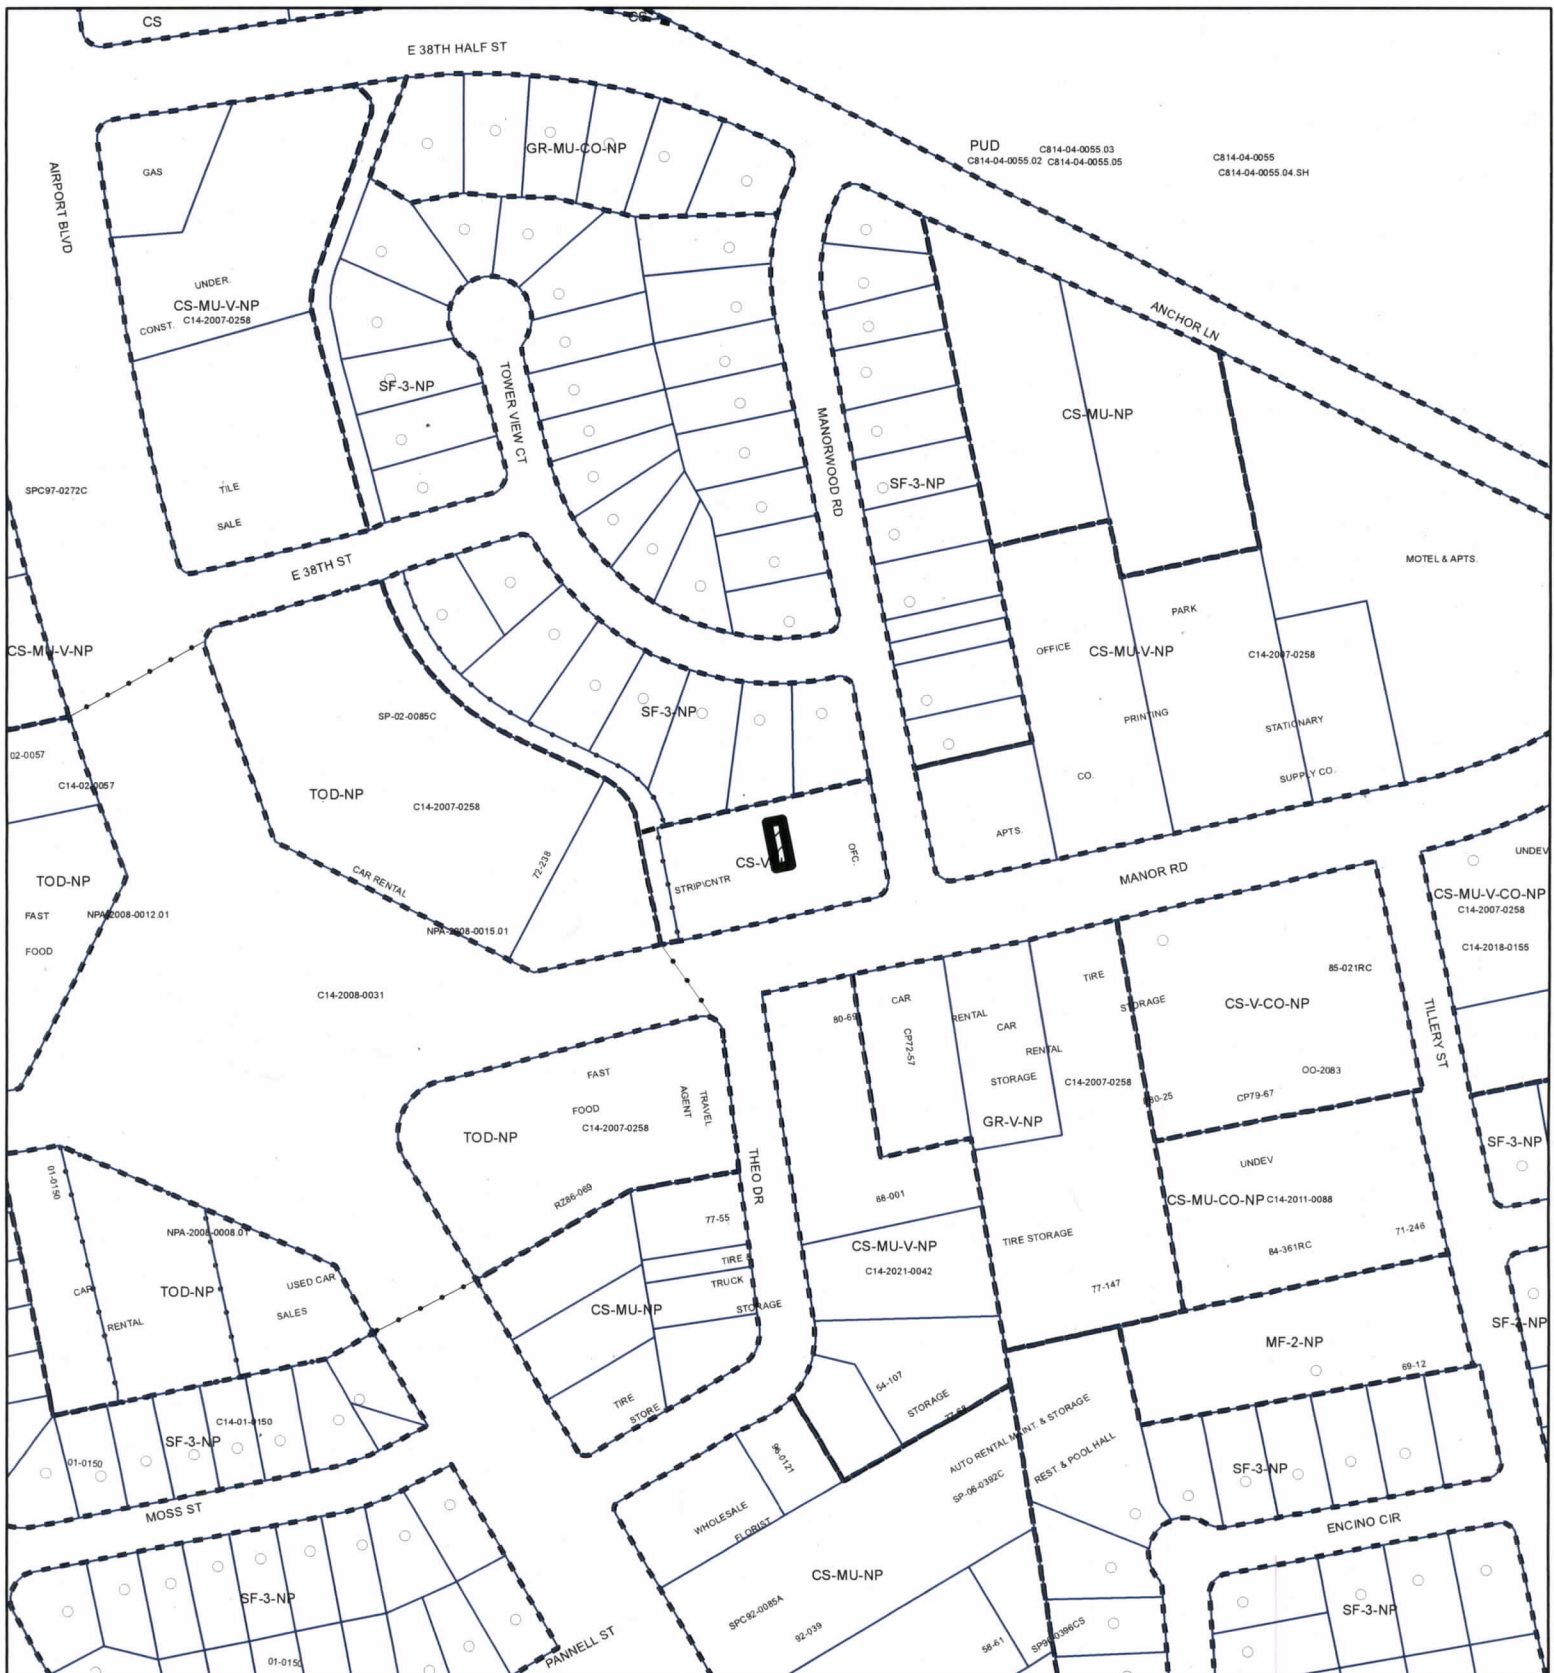 CS
CS
E 38TH HALF ST
GR-MU-CO-NP
PUD
C814-04-0055.03
C814-04-0055.02
C814-04-0055.05
C814-04-0055
C814-04-0055.04.SH
GAS
AIRPORT BLVD
UNDER.
CS-MU-V-NP
C14-2007-0258
CONST.
ANCHOR LN
SF-3-NP
TOWER VIEW CT
MANORWOOD RD
CS-MU-NP
SF-3-NP
SPC97-0272C
TILE
SALE
E 38TH ST
MOTEL & APTS.
PARK
OFFICE
CS-MU-V-NP
C14-2007-0258
CS-MU-V-NP
SP-02-0085C
SF-3-NP
PRINTING
STATIONARY
02-0057
C14-02-0057
CO.
SUPPLY CO.
TOD-NP
C14-2007-0258
APTS.
72-238
CS-V
OFC.
STRIP\CNTR
CAR RENTAL
MANOR RD
UNDEV
TOD-NP
FAST
NPA-2008-0012.01
FOOD
NPA-2008-0015.01
CS-MU-V-CO-NP
C14-2007-0258
C14-2018-0155
C14-2008-0031
85-021RC
TIRE
STORAGE
CS-V-CO-NP
CAR
CP72-57
RENTAL
CAR
RENTAL
STORAGE
C14-2007-0258
TILLERY ST
OO-2083
CP79-67
GR-V-NP
FAST
FOOD
TRAVEL
AGENT
TOD-NP
C14-2007-0258
SF-3-NP
UNDEV
THEO DR
01-0150
RZ86-069
77-55
88-001
CS-MU-CO-NP
C14-2011-0088
71-246
84-361RC
NPA-2008-0008.01
TIRE STORAGE
CS-MU-V-NP
C14-2021-0042
77-147
CAR
RENTAL
TOD-NP
USED CAR
SALES
TIRE &
TRUCK
STORAGE
CS-MU-NP
MF-2-NP
69-12
54-107
STORAGE
TIRE
STORE
C14-01-0150
SF-3-NP
01-0150
AUTO RENTAL MAINT. & STORAGE
REST. & POOL HALL
SP-06-0392C
96-0121
SF-3-NP
MOSS ST
WHOLESALE
FLORIST
ENCINO CIR
CS-MU-NP
SF-3-NP
SPC92-0085A
92-039
58-61
SF-3-NP
PANNELL ST
01-0150